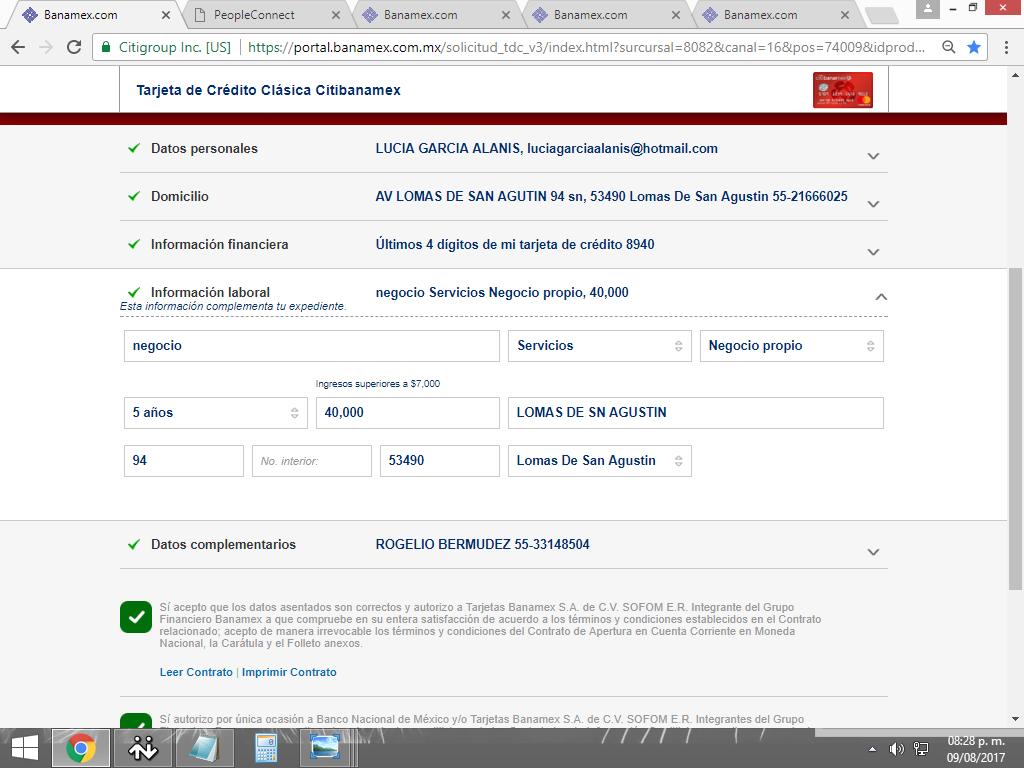 Banamex.com
PeopleConnect
Banamex.com
Banamex.com
Banamex.com
Citigroup Inc. [US]
https://portal.banamex.com.mx/solicitud_tdc_v3/index.html?surcursal=8082&canal=16&pos=74009&idprod...
Tarjeta de Crédito Clásica Citibanamex
Datos personales
LUCIA GARCIA ALANIS, luciagarciaalanis@hotmail.com
Domicilio
AV LOMAS DE SAN AGUTIN 94 sn, 53490 Lomas De San Agustin 55-21666025
Información financiera
Últimos 4 dígitos de mi tarjeta de crédito 8940
Información laboral
negocio Servicios Negocio propio, 40,000
Esta información complementa tu expediente.
negocio
Servicios
Negocio propio
Ingresos superiores a $7,000
5 años
40,000
LOMAS DE SN AGUSTIN
94
No. interior:
53490
Lomas De San Agustin
Datos complementarios
ROGELIO BERMUDEZ 55-33148504
Sí acepto que los datos asentados son correctos y autorizo a Tarjetas Banamex S.A. de C.V. SOFOM E.R. Integrante del Grupo
Financiero Banamex a que compruebe en su entera satisfacción de acuerdo a los términos y condiciones establecidos en el Contrato
relacionado; acepto de manera irrevocable los términos y condiciones del Contrato de Apertura en Cuenta Corriente en Moneda
Nacional, la Carátula y el Folleto anexos.
Leer Contrato | Imprimir Contrato
Sí autorizo por única ocasión a Banco Nacional de México y/o Tarjetas Banamex S.A. de C.V. SOFOM E.R. Integrantes del Grupo
08:28 p. m.
09/08/2017